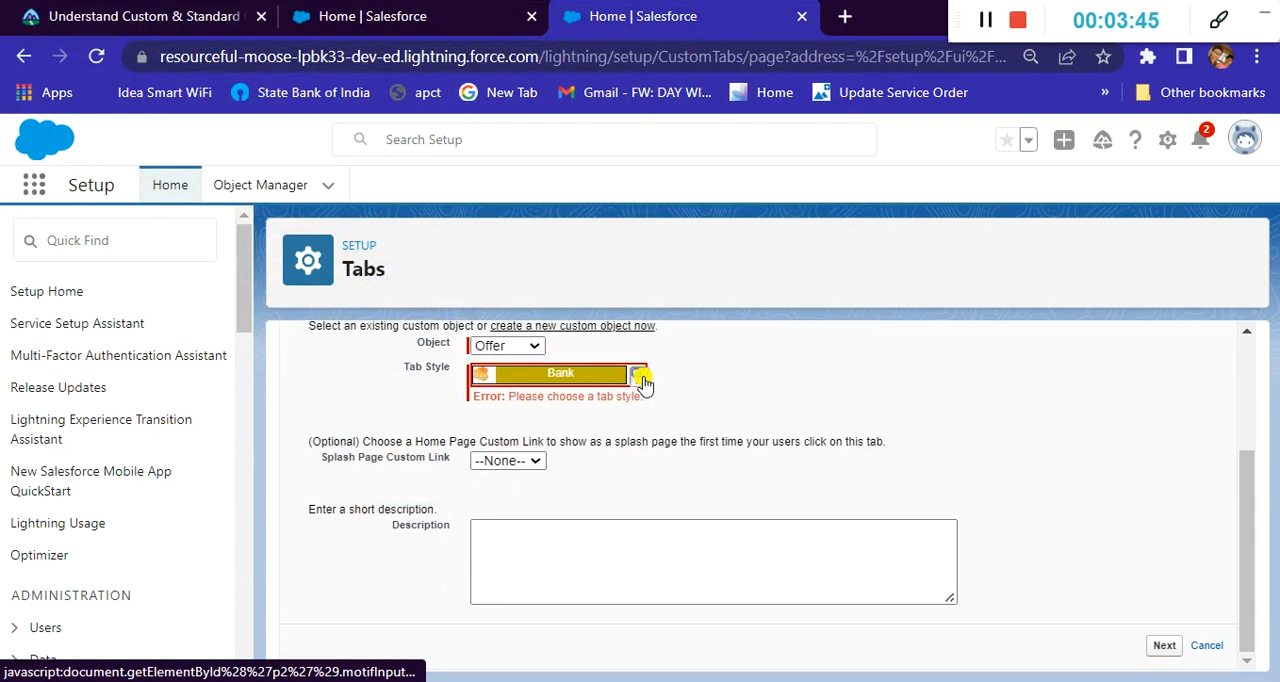 Understand Custom & Standard
Home | Salesforce
Home | Salesforce
00:03:45
resourceful-moose-lpbk33-dev-ed.lightning.force.com/lightning/setup/CustomTabs/page?address=%2Fsetup%2Fui%2F...
Apps
Idea Smart WiFi
State Bank of India
apct
New Tab
Gmail - FW: DAY WI...
Home
Update Service Order
»
Other bookmarks
Search Setup
2
Setup
Home
Object Manager
Quick Find
SETUP
Tabs
Setup Home
Service Setup Assistant
Multi-Factor Authentication Assistant
Release Updates
Lightning Experience Transition
Assistant
New Salesforce Mobile App
QuickStart
Lightning Usage
Optimizer
ADMINISTRATION
Users
Data
Select an existing custom object or create a new custom object now.
Object
Offer
Tab Style
Bank
Error: Please choose a tab style.
(Optional) Choose a Home Page Custom Link to show as a splash page the first time your users click on this tab.
Splash Page Custom Link
--None--
Enter a short description.
Description
Next
Cancel
javascript:document.getElementById%28%27p2%27%29.motifInput...